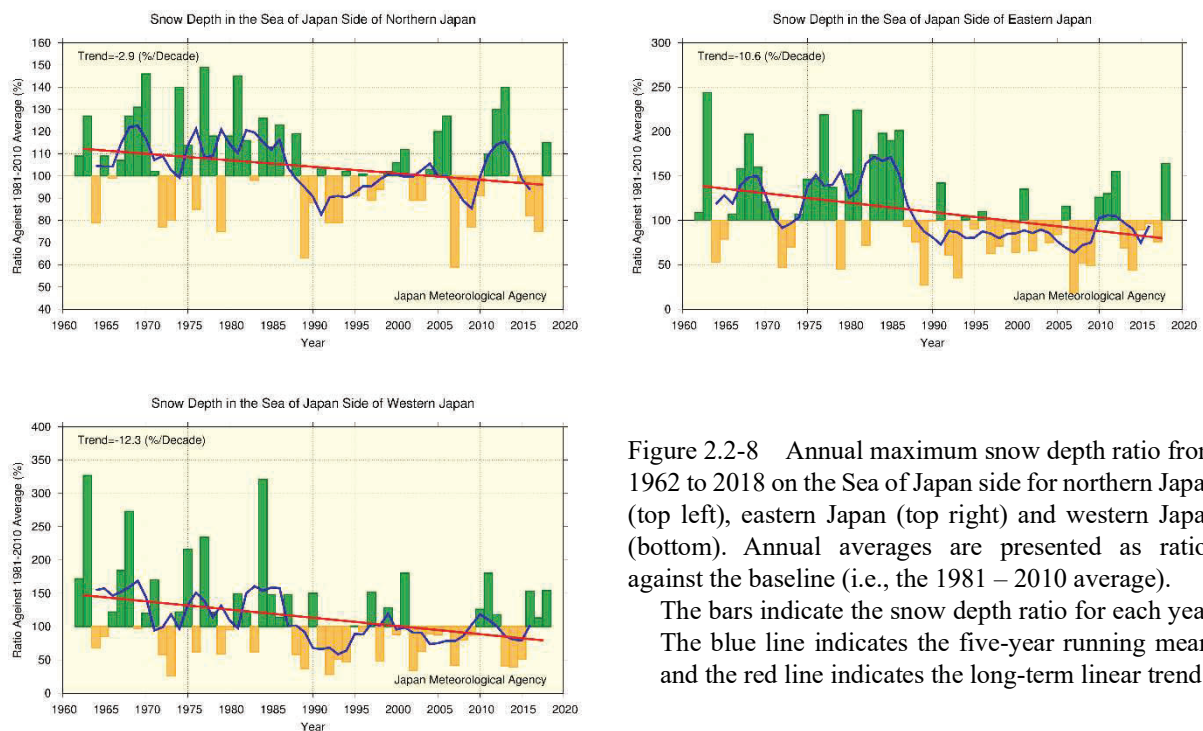 Snow Depth in the Sea of Japan Side of Northern Japan
Trend=-2.9 (%/Decade)
Ratio Against 1981-2010 Average (%)
160
150
140
130
120
110
100
90
80
70
60
50
40
Japan Meteorological Agency
1960 1965 1970 1975 1980 1985 1990 1995 2000 2005 2010 2015 2020
Year
Snow Depth in the Sea of Japan Side of Eastern Japan
Trend=-10.6 (%/Decade)
Ratio Against 1981-2010 Average (%)
300
250
200
150
100
50
0
Japan Meteorological Agency
1960 1965 1970 1975 1980 1985 1990 1995 2000 2005 2010 2015 2020
Year
Snow Depth in the Sea of Japan Side of Western Japan
Trend=-12.3 (%/Decade)
Ratio Against 1981-2010 Average (%)
400
350
300
250
200
150
100
50
0
Japan Meteorological Agency
1960 1965 1970 1975 1980 1985 1990 1995 2000 2005 2010 2015 2020
Year
Figure 2.2-8 Annual maximum snow depth ratio from
1962 to 2018 on the Sea of Japan side for northern Japa
(top left), eastern Japan (top right) and western Japa
(bottom). Annual averages are presented as ratio
against the baseline (i.e., the 1981 – 2010 average).
The bars indicate the snow depth ratio for each yea
The blue line indicates the five-year running mean
and the red line indicates the long-term linear trend